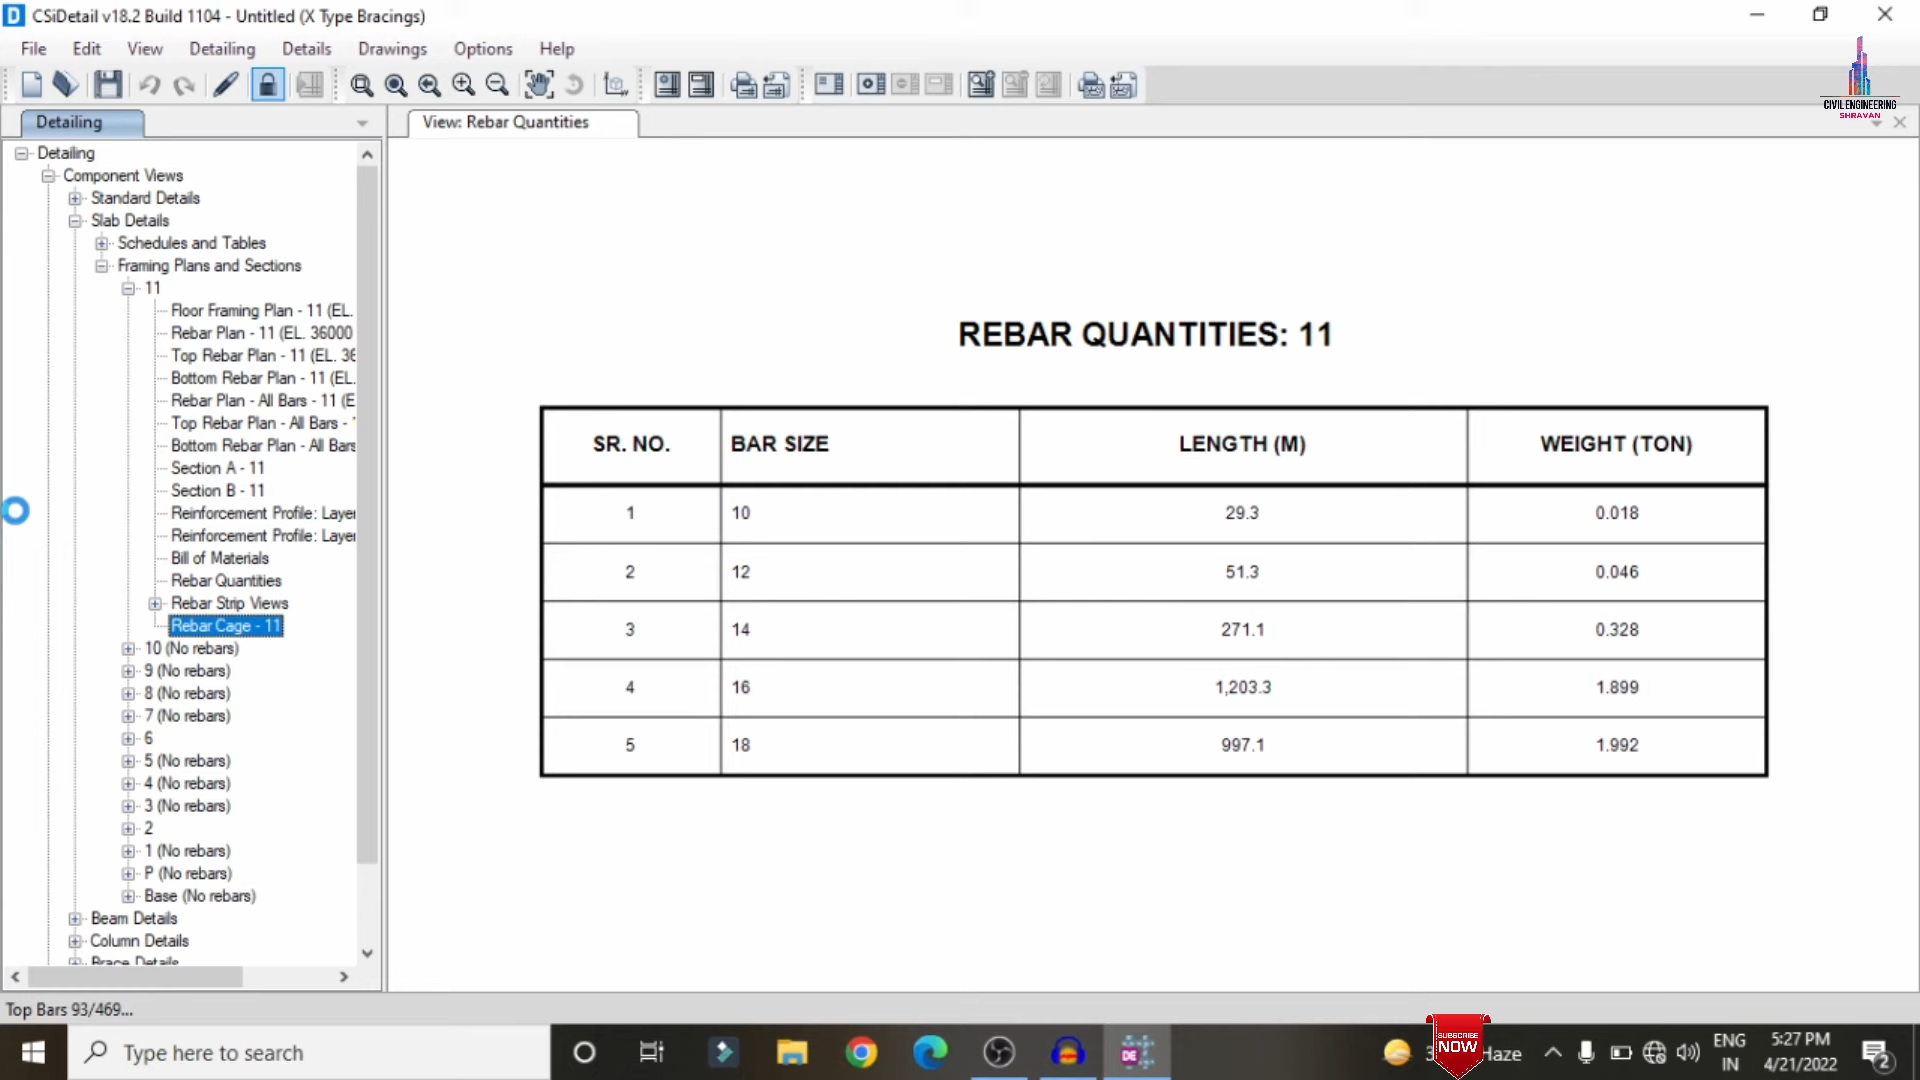 CSiDetail v18.2 Build 1104 - Untitled (X Type Bracings)
File Edit View Detailing Details Drawings Options Help
CIVIL ENGINEERING
SHRAVAN
Detailing
View: Rebar Quantities
Detailing
Component Views
Standard Details
Slab Details
Schedules and Tables
Framing Plans and Sections
11
Floor Framing Plan - 11 (EL.
Rebar Plan - 11 (EL. 36000
Top Rebar Plan - 11 (EL. 36
Bottom Rebar Plan - 11 (EL.
Rebar Plan - All Bars - 11 (E
Top Rebar Plan - All Bars -
Bottom Rebar Plan - All Bars
Section A - 11
Section B - 11
Reinforcement Profile: Layer
Reinforcement Profile: Layer
Bill of Materials
Rebar Quantities
Rebar Strip Views
Rebar Cage - 11
10 (No rebars)
9 (No rebars)
8 (No rebars)
7 (No rebars)
6
5 (No rebars)
4 (No rebars)
3 (No rebars)
2
1 (No rebars)
P (No rebars)
Base (No rebars)
Beam Details
Column Details
Brace Details
REBAR QUANTITIES: 11
SR. NO. BAR SIZE LENGTH (M) WEIGHT (TON)
1 10 29.3 0.018
2 12 51.3 0.046
3 14 271.1 0.328
4 16 1,203.3 1.899
5 18 997.1 1.992
Top Bars 93/469...
Type here to search
DE
SUBSCRIBE
NOW
Haze
ENG
IN
5:27 PM
4/21/2022
2